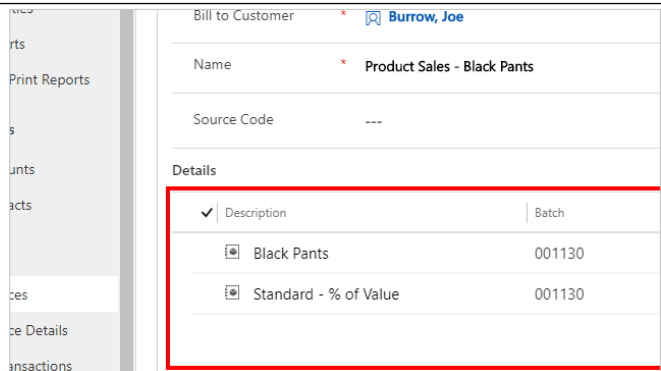 Bill to Customer * Burrow, Joe
rts
Print Reports
Name * Product Sales - Black Pants
Source Code ---
s
unts
Details
acts
Description Batch
Black Pants 001130
ces
Standard - % of Value 001130
ce Details
ansactions